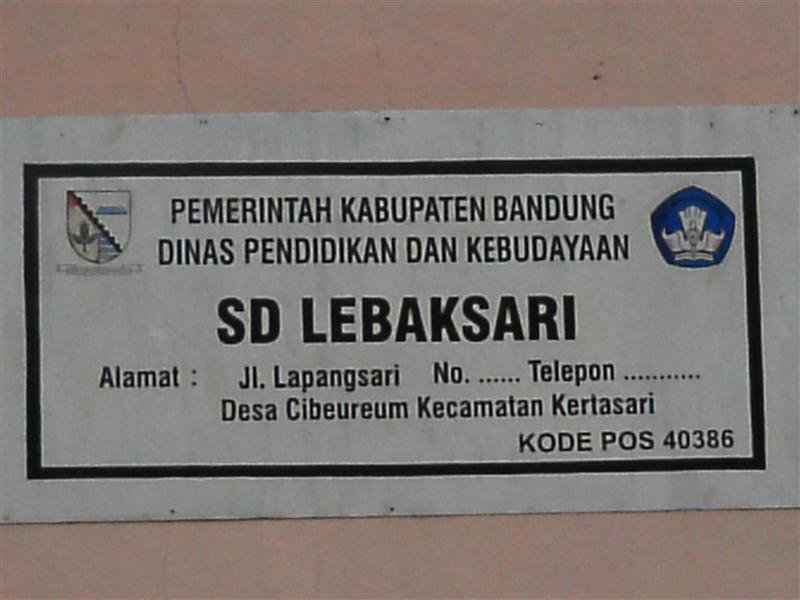 PEMERINTAH KABUPATEN BANDUNG
DINAS PENDIDIKAN DAN KEBUDAYAAN
SD LEBAKSARI
Alamat : Jl. Lapangsari No. ...... Telepon ...........
Desa Cibeureum Kecamatan Kertasari
KODE POS 40386